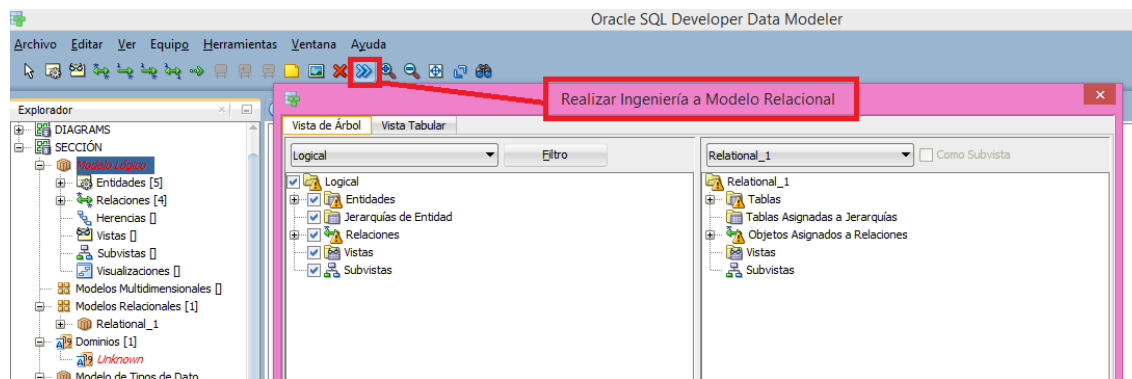 Oracle SQL Developer Data Modeler
Archivo Editar Ver Equipo Herramientas Ventana Ayuda
Realizar Ingeniería a Modelo Relacional
Explorador
DIAGRAMS
SECCIÓN
Modelo Lógico
Entidades [5]
Relaciones [4]
Herencias []
Vistas []
Subvistas []
Visualizaciones []
Modelos Multidimensionales []
Modelos Relacionales [1]
Relational_1
Dominios [1]
Unknown
Modelo de Tipos de Dato
Vista de Árbol Vista Tabular
Logical Filtro
Logical
Entidades
Jerarquías de Entidad
Relaciones
Vistas
Subvistas
Relational_1 Como Subvista
Relational_1
Tablas
Tablas Asignadas a Jerarquías
Objetos Asignados a Relaciones
Vistas
Subvistas